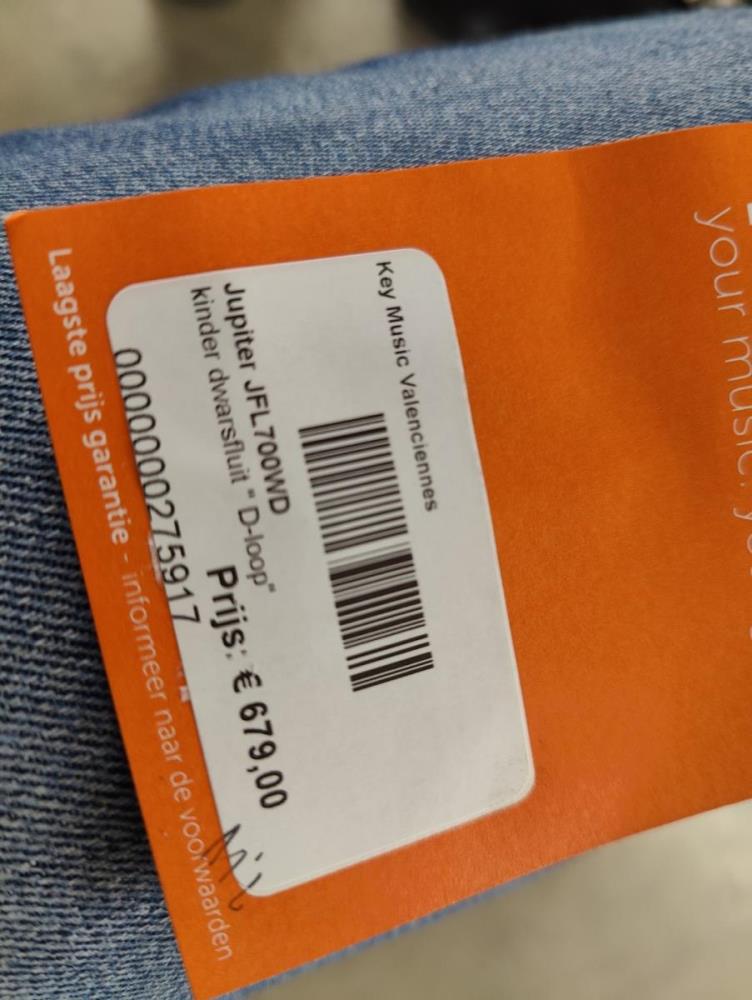 your music.
Key Music Valenciennes
Jupiter JFL700WD
kinder dwarsfluit " D-loop"
Prijs: € 679,00
0000000275917
Laagste prijs garantie - informeer naar de voorwaarden